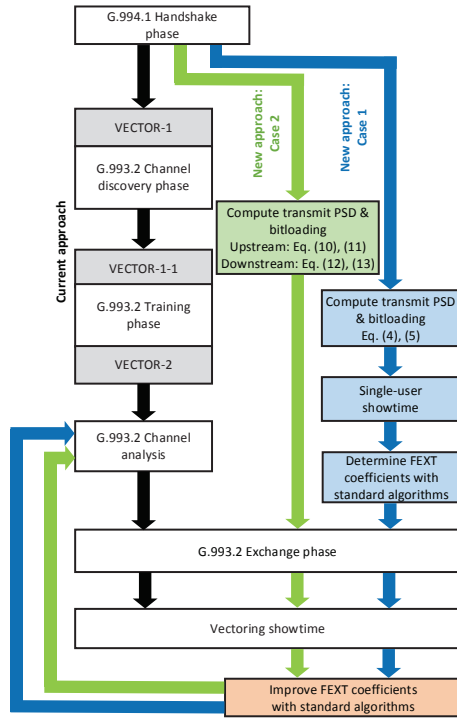 G.994.1 Handshake
phase
New approach:
Case 2
New approach:
Case 1
Current approach
VECTOR-1
G.993.2 Channel
discovery phase
VECTOR-1-1
G.993.2 Training
phase
VECTOR-2
G.993.2 Channel
analysis
Compute transmit PSD &
bitloading
Upstream: Eq. (10), (11)
Downstream: Eq. (12), (13)
Compute transmit PSD
& bitloading
Eq. (4), (5)
Single-user
showtime
Determine FEXT
coefficients with
standard algorithms
G.993.2 Exchange phase
Vectoring showtime
Improve FEXT coefficients
with standard algorithms